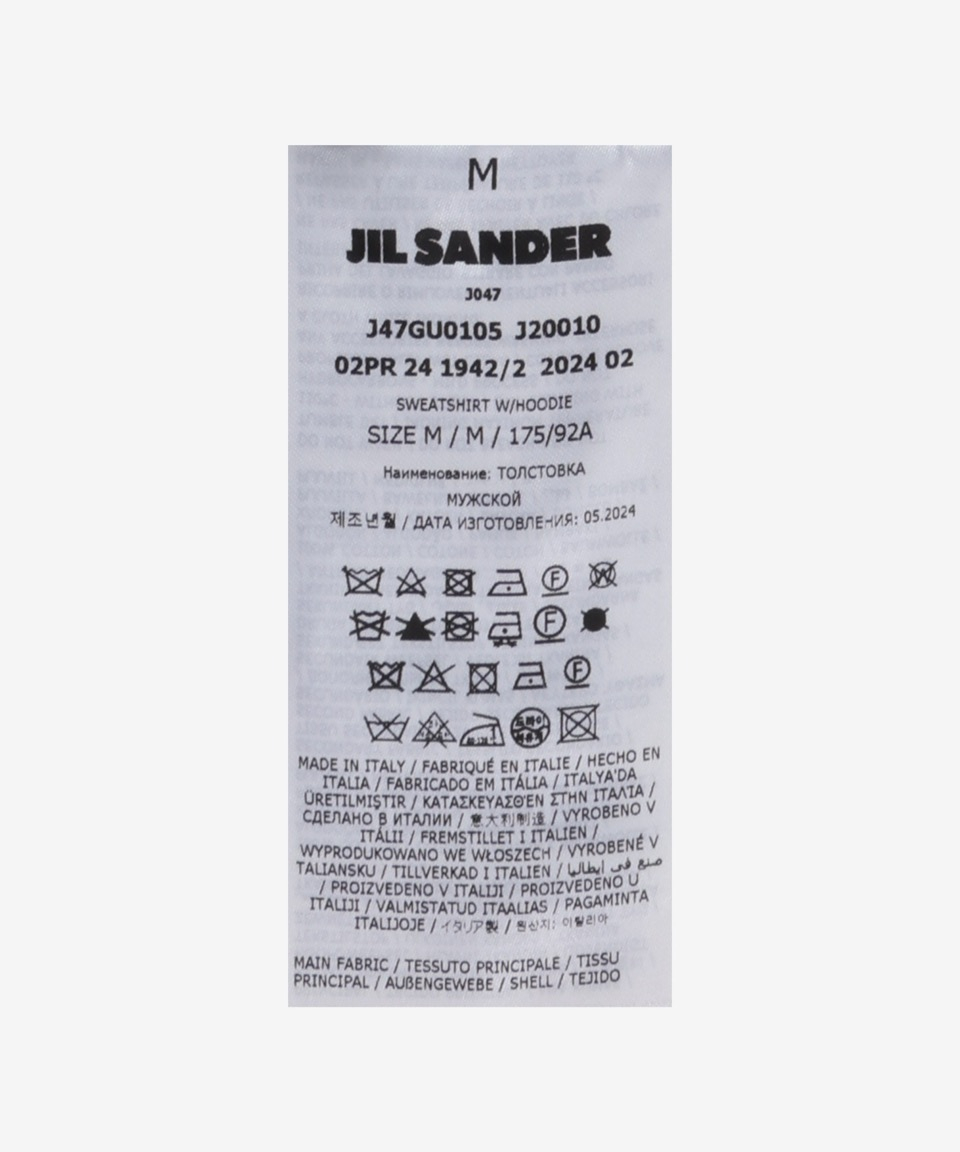 M
JIL SANDER
J047
J47GU0105 J20010
02PR 24 1942/2 2024 02
SWEATSHIRT W/HOODIE
SIZE M / M / 175/92A
Наименование: ТОЛСТОВКА
МУЖСКОЙ
제조년월 / ДАТА ИЗГОТОВЛЕНИЯ: 05.2024
F W
F
F
MADE IN ITALY / FABRIQUÉ EN ITALIE / HECHO EN
ITALIA / FABRICADO EM ITÁLIA / ITALYA'DA
ÜRETILMIŞTIR / ΚΑΤΑΣΚΕΥΑΣΘΈΝ ΣΤΗΝ ΙΤΑΛΊΑ /
СДЕЛАНО В ИТАЛИИ / 意大利制造 / VYROBENO V
ITÁLII / FREMSTILLET I ITALIEN /
WYPRODUKOWANO WE WŁOSZECH / VYROBENÉ V
TALIANSKU / TILLVERKAD I ITALIEN / صنع في ايطاليا
/ PROIZVEDENO V ITALIJI / PROIZVEDENO U
ITALIJI / VALMISTATUD ITAALIAS / PAGAMINTA
ITALIJOJE / イタリア製 / 원산지: 이탈리아
MAIN FABRIC / TESSUTO PRINCIPALE / TISSU
PRINCIPAL / AUßENGEWEBE / SHELL / TEJIDO